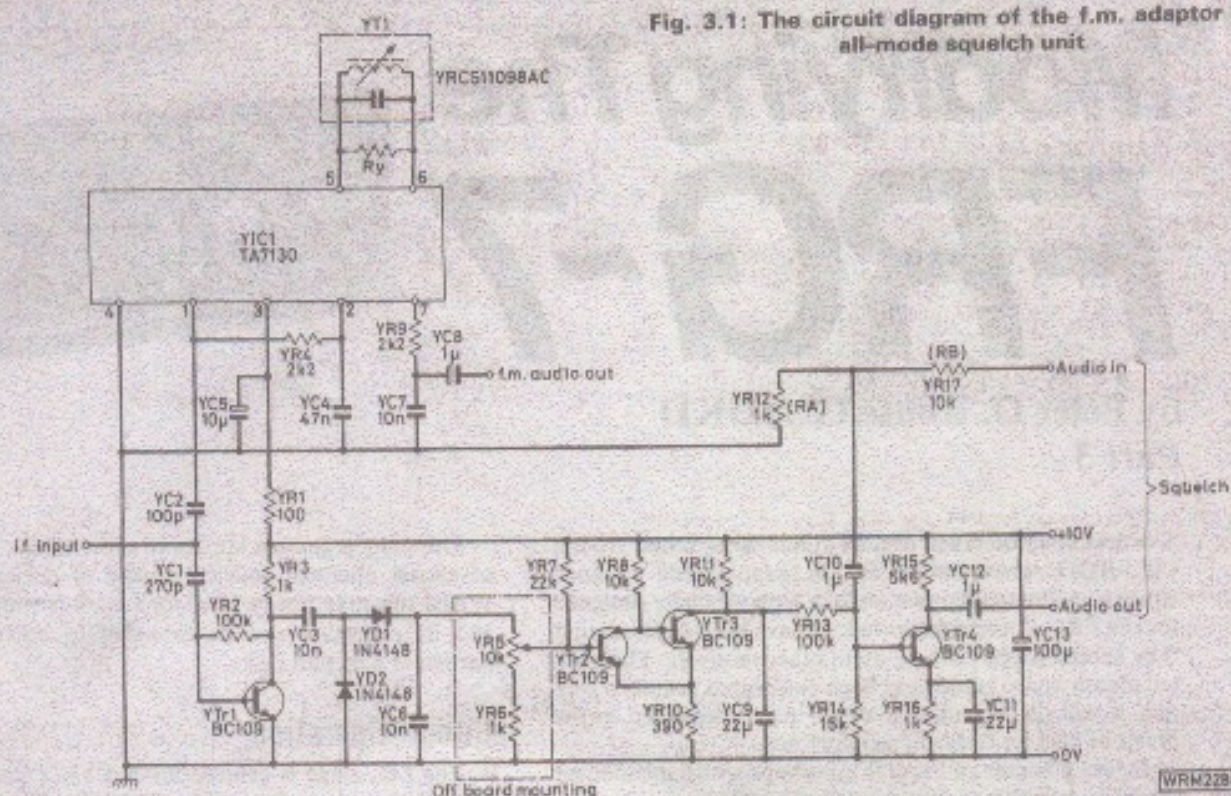 Fig. 3.1: The circuit diagram of the f.m. adaptor
all-mode squelch unit
YT1
YRCS11098AC
Ry
5
6
YIC1
TA7130
4
1
3
2
7
YR4
2k2
YR9
2k2
YC8
1µ
f.m. audio out
YC5
10µ
YC4
47n
YC7
10n
YR12
1k
(RA)
(RB)
YR17
10k
Audio in
Squelch
YC2
100p
YR1
100
i.f. input
YC1
270p
YR3
1k
YR2
100k
YC3
10n
YD1
1N4148
YD2
1N4148
YTr1
BC109
YC6
10n
YR5
10k
YR6
1k
Off board mounting
YR7
22k
YR8
10k
YR11
10k
YTr2
BC109
YTr3
BC109
YR10
390
YC9
22µ
YR13
100k
YC10
1µ
YR14
15k
YR15
5k6
YC12
1µ
YTr4
BC109
YR16
1k
YC11
22µ
+10V
Audio out
YC13
100µ
0V
WRM228